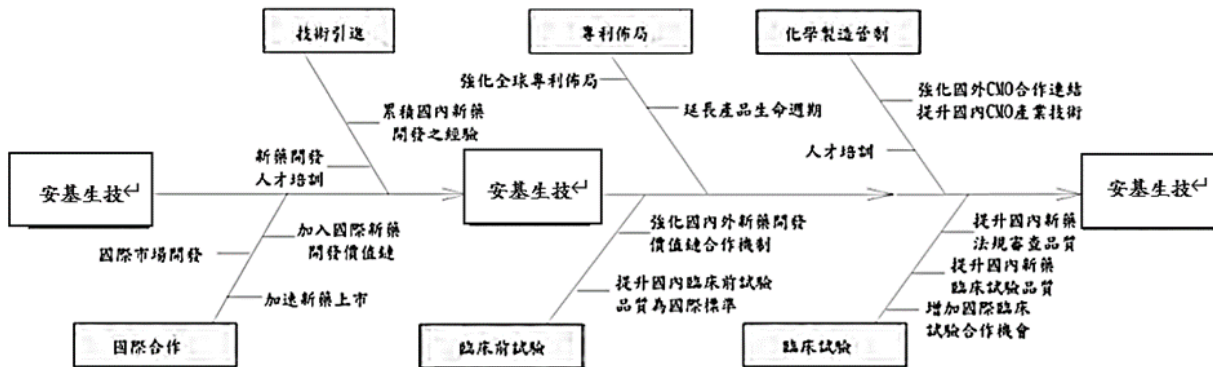 技術引進
專利佈局
化學製造管制
強化全球專利佈局
強化國外CMO合作連結
提升國內CMO產業技術
累積國內新藥
開發之經驗
延長產品生命週期
新藥開發
人才培訓
人才培訓
安基生技↵
安基生技↵
安基生技↵
加入國際新藥
開發價值鏈
強化國內外新藥開發
價值鏈合作機制
提升國內新藥
法規審查品質
國際市場開發
提升國內新藥
臨床試驗品質
加速新藥上市
提升國內臨床前試驗
品質為國際標準
增加國際臨床
試驗合作機會
國際合作
臨床前試驗
臨床試驗